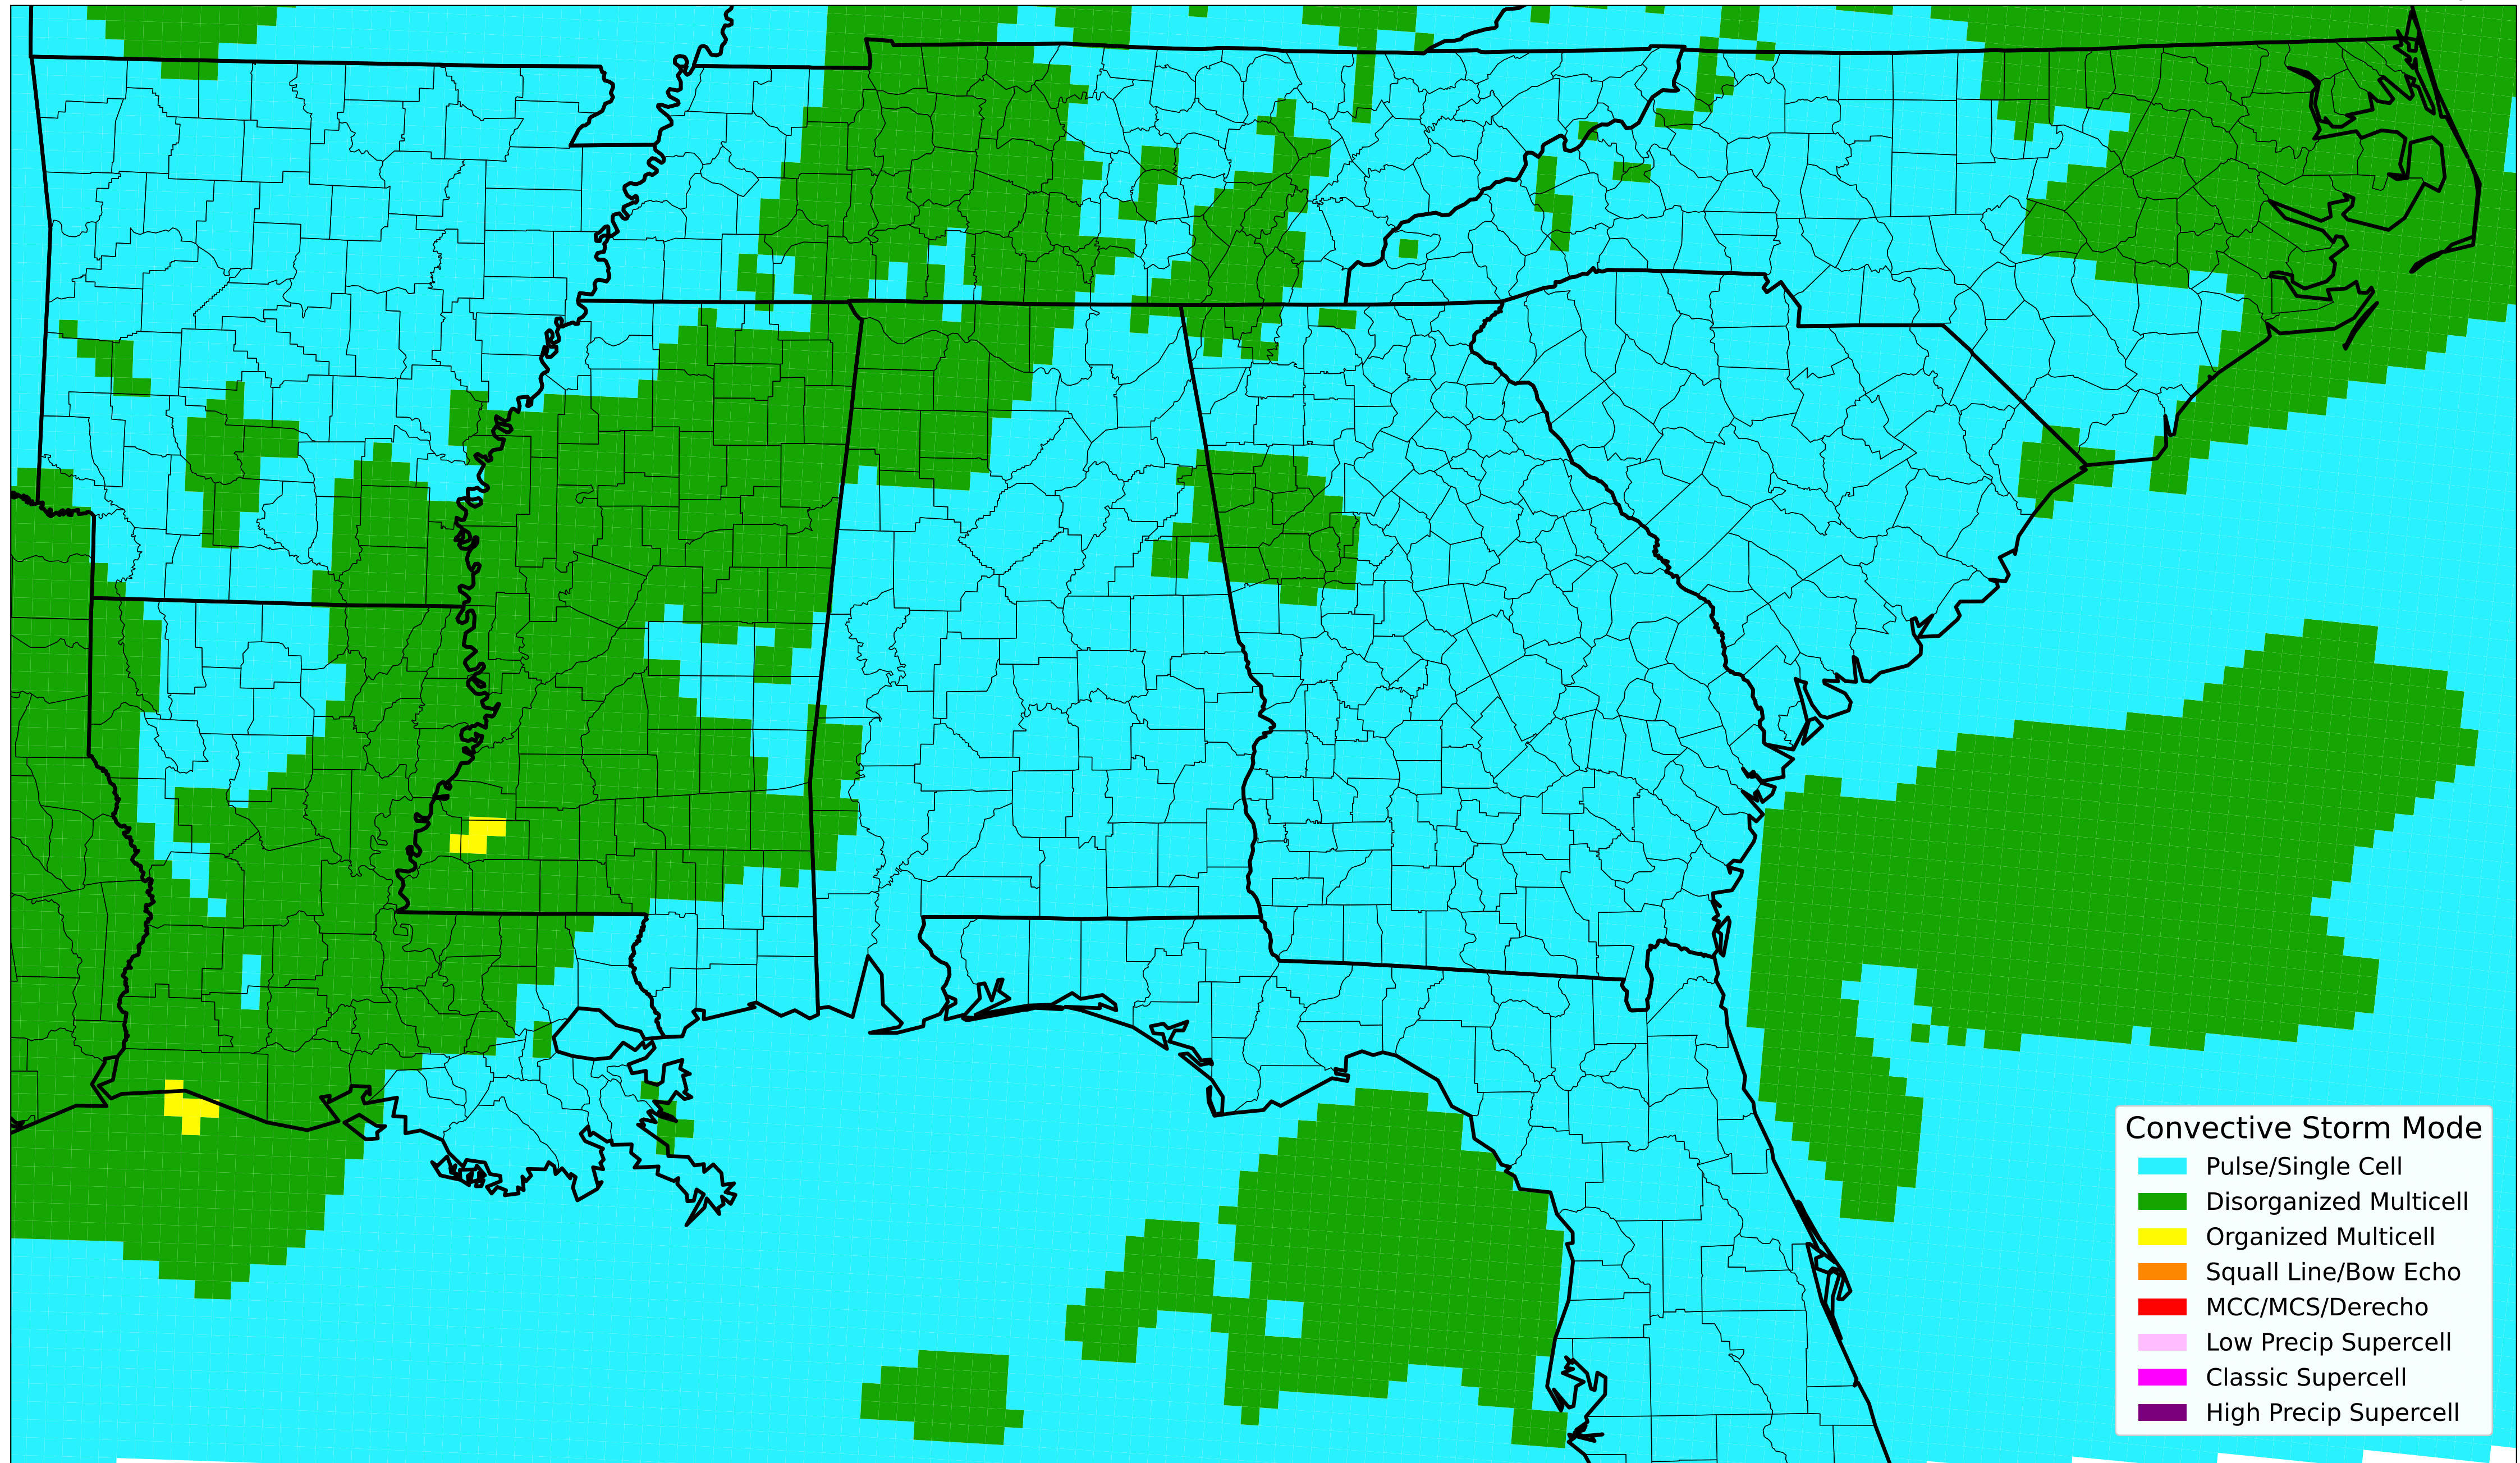 Convective Storm Mode
Pulse/Single Cell
Disorganized Multicell
Organized Multicell
Squall Line/Bow Echo
MCC/MCS/Derecho
Low Precip Supercell
Classic Supercell
High Precip Supercell